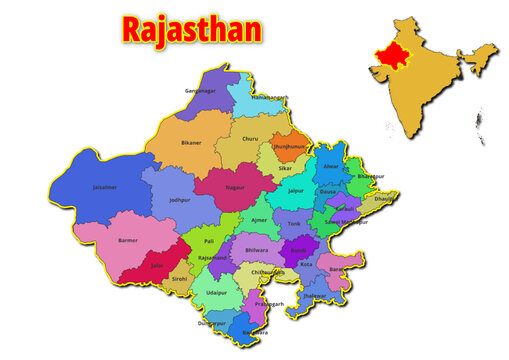 Rajasthan
Ganganagar
Hanumangarh
Bikaner
Churu
Jhunjhunun
Sikar
Alwar
Jaisalmer
Jodhpur
Nagaur
Jaipur
Bharatpur
Dausa
Dhaulpur
Karauli
Ajmer
Tonk
Sawai Madhopur
Barmer
Pali
Jalor
Rajsamand
Bhilwara
Bundi
Kota
Baran
Sirohi
Chittaurgarh
Udaipur
Jhalawar
Pratapgarh
Dungarpur
Banswara